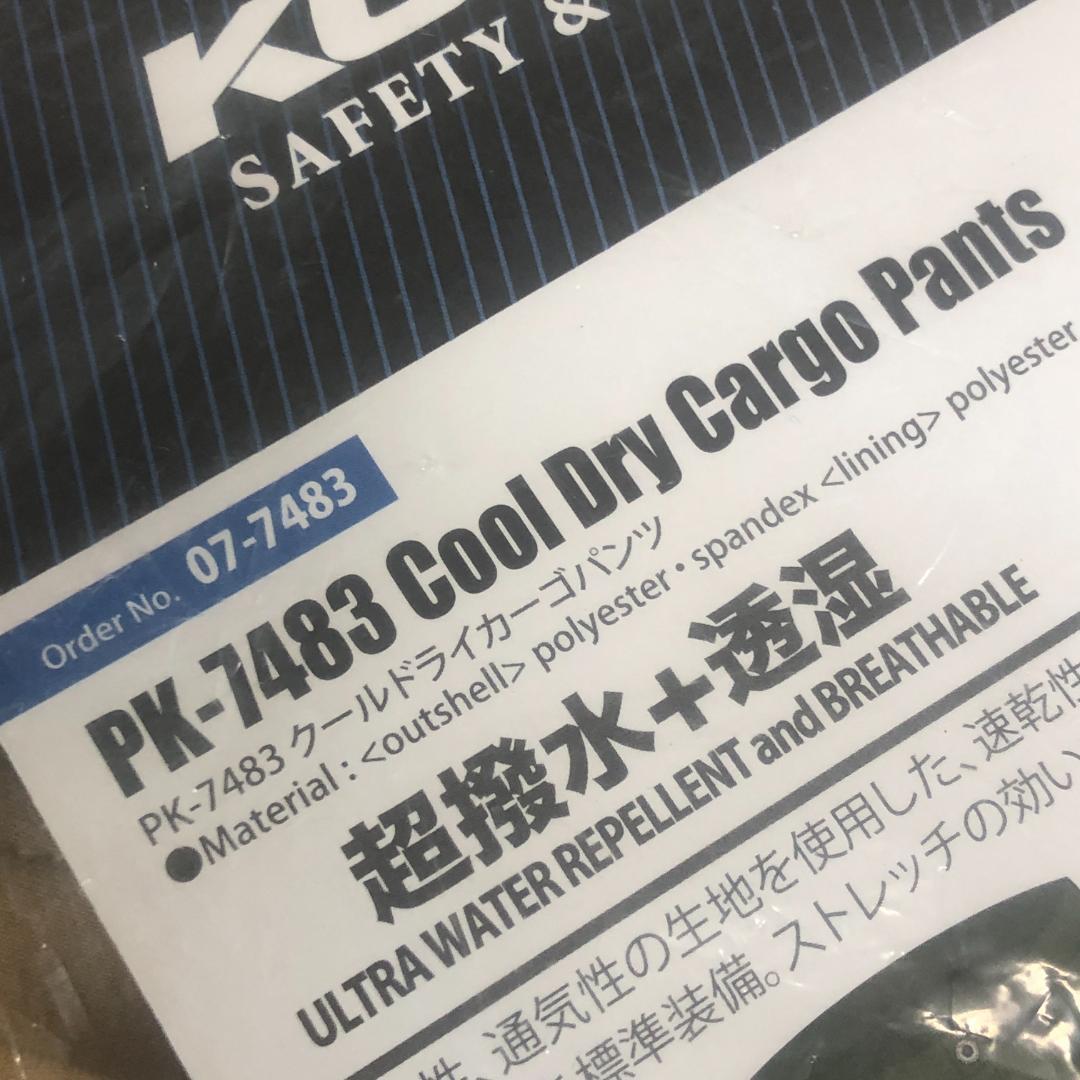 SAFETY &
Order No. 07-7483
PK-7483 Cool Dry Cargo Pants
PK-7483 クールドライカーゴパンツ
●Material : <outshell> polyester・spandex <lining> polyester
超撥水+透湿
ULTRA WATER REPELLENT and BREATHABLE
性、通気性の生地を使用した、速乾性
標準装備。ストレッチの効い